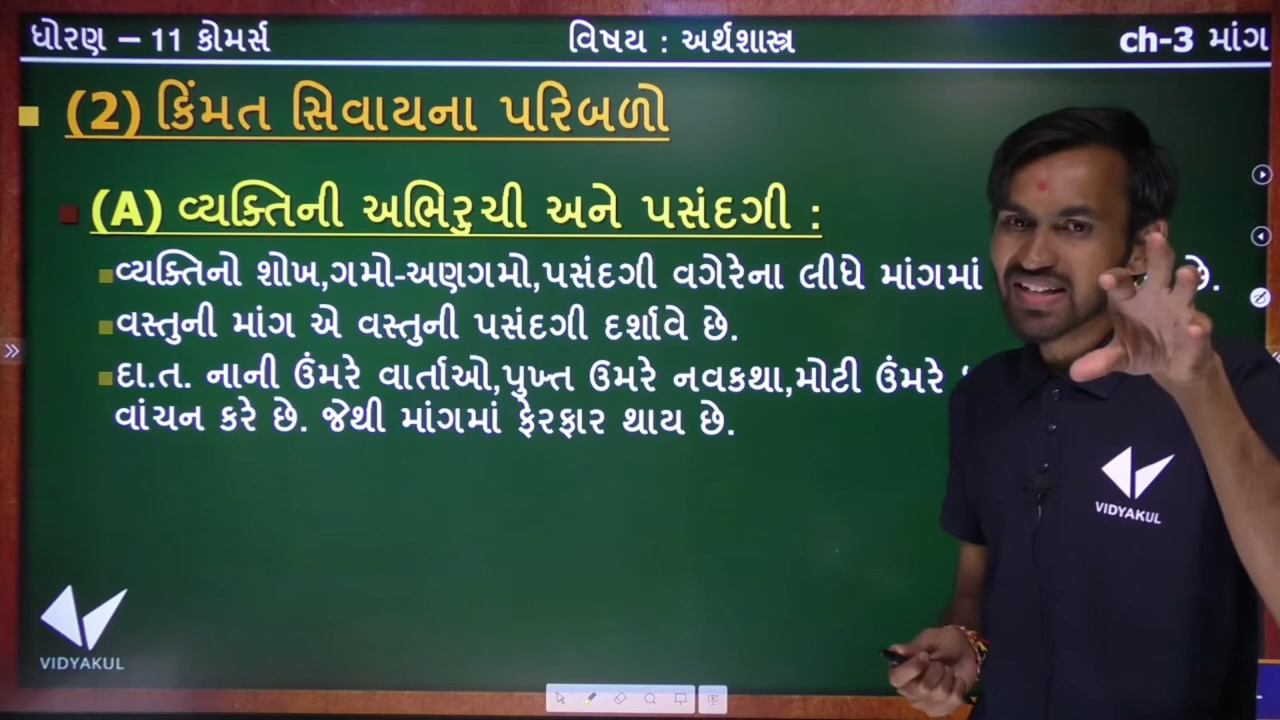 ધોરણ – 11 કોમર્સ
વિષય : અર્થશાસ્ત્ર
ch-3 માંગ
(2) કિંમત સિવાયના પરિબળો
(A) વ્યક્તિની અભિરુચી અને પસંદગી :
વ્યક્તિનો શોખ,ગમો-અણગમો,પસંદગી વગેરેના લીધે માંગમાં છે.
વસ્તુની માંગ એ વસ્તુની પસંદગી દર્શાવે છે.
દા.ત. નાની ઉંમરે વાર્તાઓ,પુખ્ત ઉમરે નવકથા,મોટી ઉંમરે
વાંચન કરે છે. જેથી માંગમાં ફેરફાર થાય છે.
VIDYAKUL
VIDYAKUL